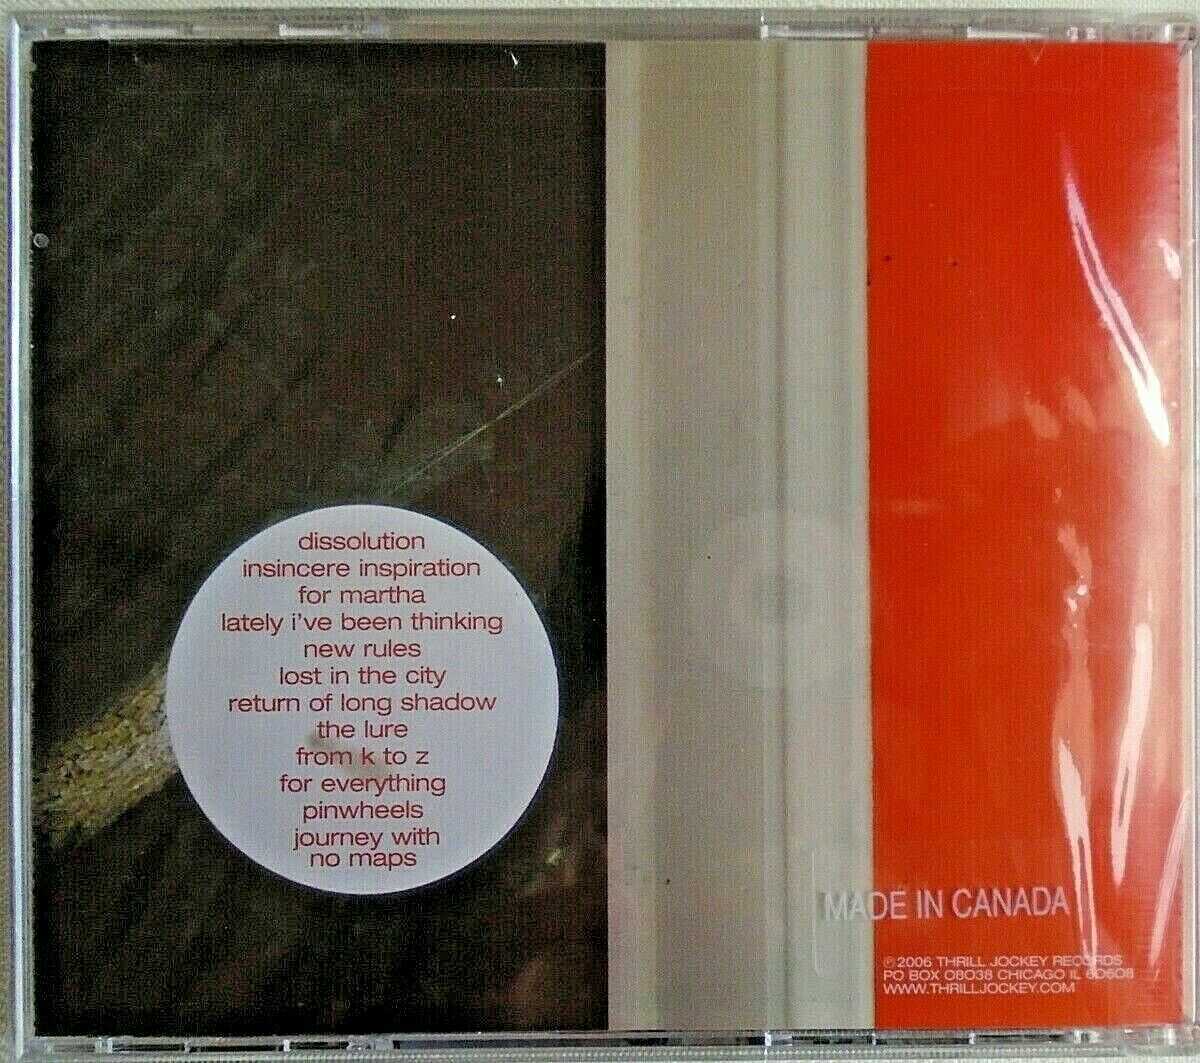 dissolution
insincere inspiration
for martha
lately i've been thinking
new rules
lost in the city
return of long shadow
the lure
from k to z
for everything
pinwheels
journey with
no maps
MADE IN CANADA
℗2006 THRILL JOCKEY RECORDS
PO BOX 08038 CHICAGO IL 60608
WWW.THRILLJOCKEY.COM